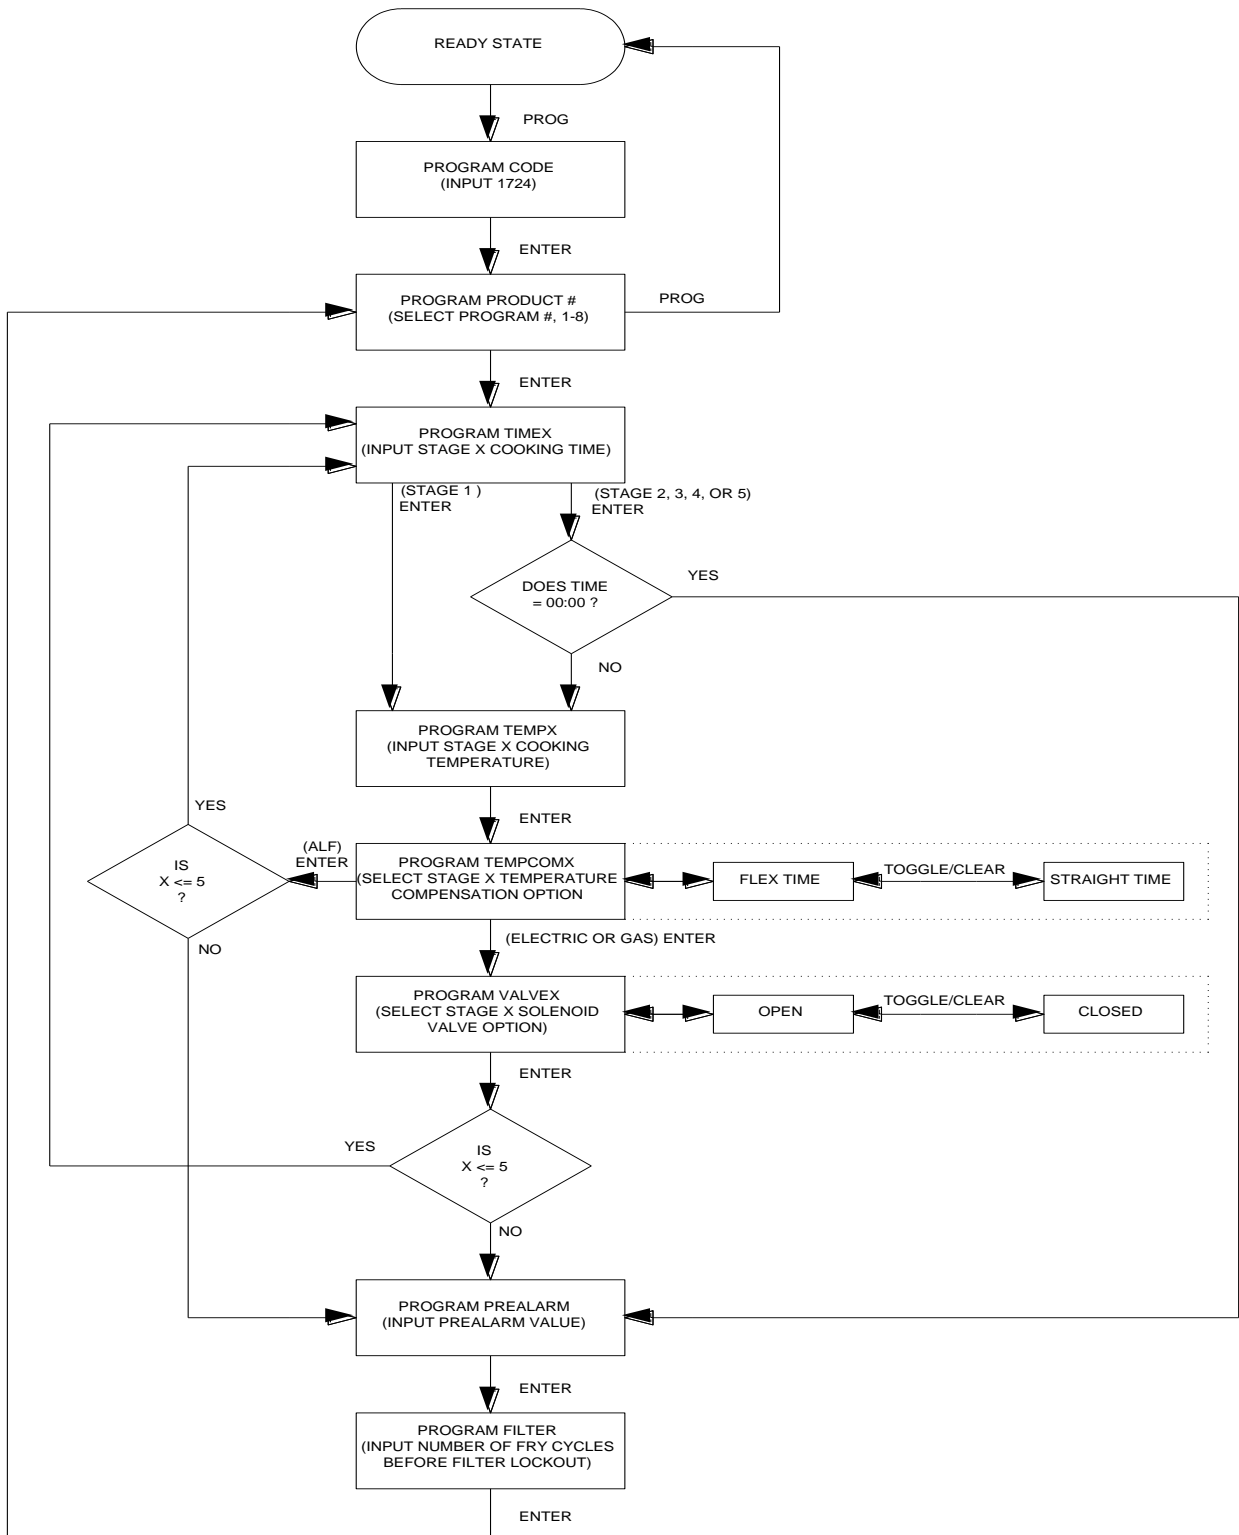 READY STATE
PROG
PROGRAM CODE
(INPUT 1724)
ENTER
PROGRAM PRODUCT #
(SELECT PROGRAM #, 1-8)
PROG
ENTER
PROGRAM TIMEX
(INPUT STAGE X COOKING TIME)
(STAGE 1 )
ENTER
(STAGE 2, 3, 4, OR 5)
ENTER
DOES TIME
= 00:00 ?
YES
NO
PROGRAM TEMPX
(INPUT STAGE X COOKING
TEMPERATURE)
ENTER
YES
IS
X <= 5
?
NO
(ALF)
ENTER
PROGRAM TEMPCOMX
(SELECT STAGE X TEMPERATURE
COMPENSATION OPTION
FLEX TIME
TOGGLE/CLEAR
STRAIGHT TIME
(ELECTRIC OR GAS) ENTER
PROGRAM VALVEX
(SELECT STAGE X SOLENOID
VALVE OPTION)
OPEN
TOGGLE/CLEAR
CLOSED
ENTER
YES
IS
X <= 5
?
NO
PROGRAM PREALARM
(INPUT PREALARM VALUE)
ENTER
PROGRAM FILTER
(INPUT NUMBER OF FRY CYCLES
BEFORE FILTER LOCKOUT)
ENTER